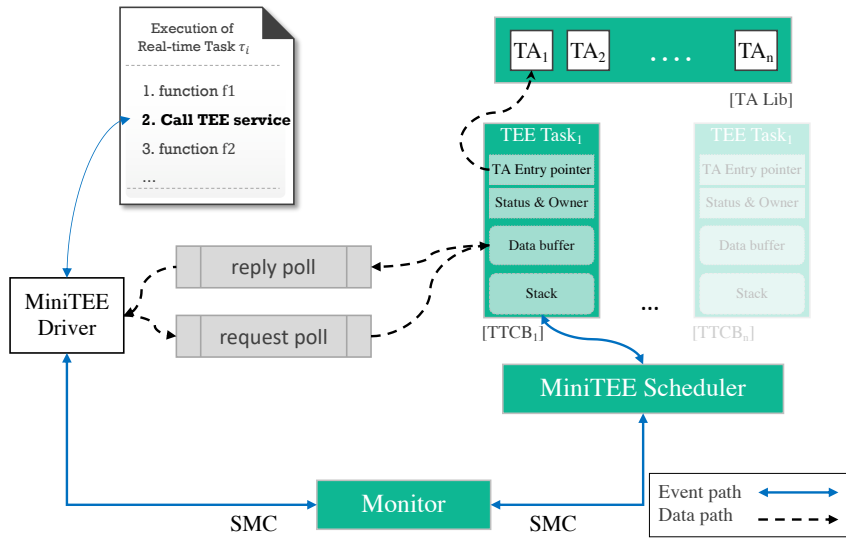 Execution of
Real-time Task τi
1. function f1
2. Call TEE service
3. function f2
...
TA1
TA2
....
TAn
[TA Lib]
TEE Task1
TA Entry pointer
Status & Owner
Data buffer
Stack
[TTCB1]
...
TEE Task1
TA Entry pointer
Status & Owner
Data buffer
Stack
[TTCBn]
reply poll
request poll
MiniTEE
Driver
MiniTEE Scheduler
Monitor
SMC
SMC
Event path
Data path